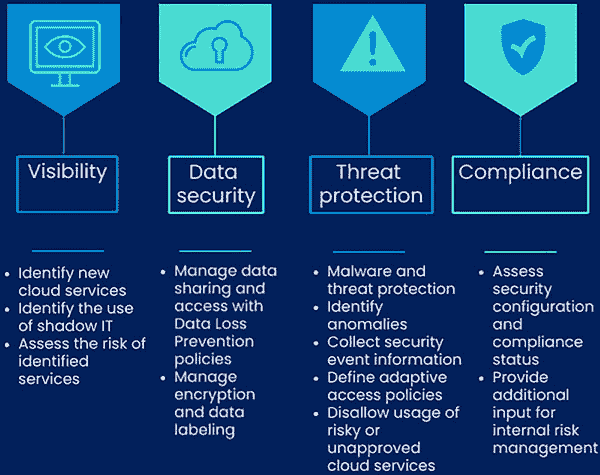 Visibility
• Identify new
cloud services
• Identify the use
of shadow IT
• Assess the risk of
identified
services
Data
security
• Manage data
sharing and
access with
Data Loss
Prevention
policies
• Manage
encryption
and data
labeling
Threat
protection
• Malware and
threat protection
• Identify
anomalies
• Collect security
event information
• Define adaptive
access policies
• Disallow usage of
risky or
unapproved
cloud services
Compliance
• Assess
security
configuration
and
compliance
status
• Provide
additional
input for
internal risk
management